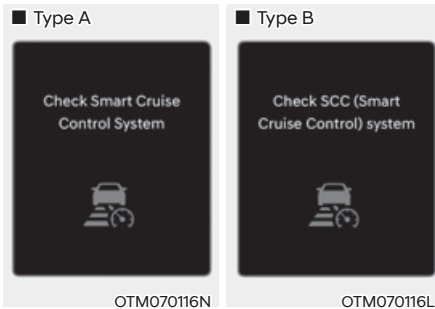 ■ Type A
Check Smart Cruise
Control System
OTM070116N
■ Type B
Check SCC (Smart
Cruise Control) system
OTM070116L